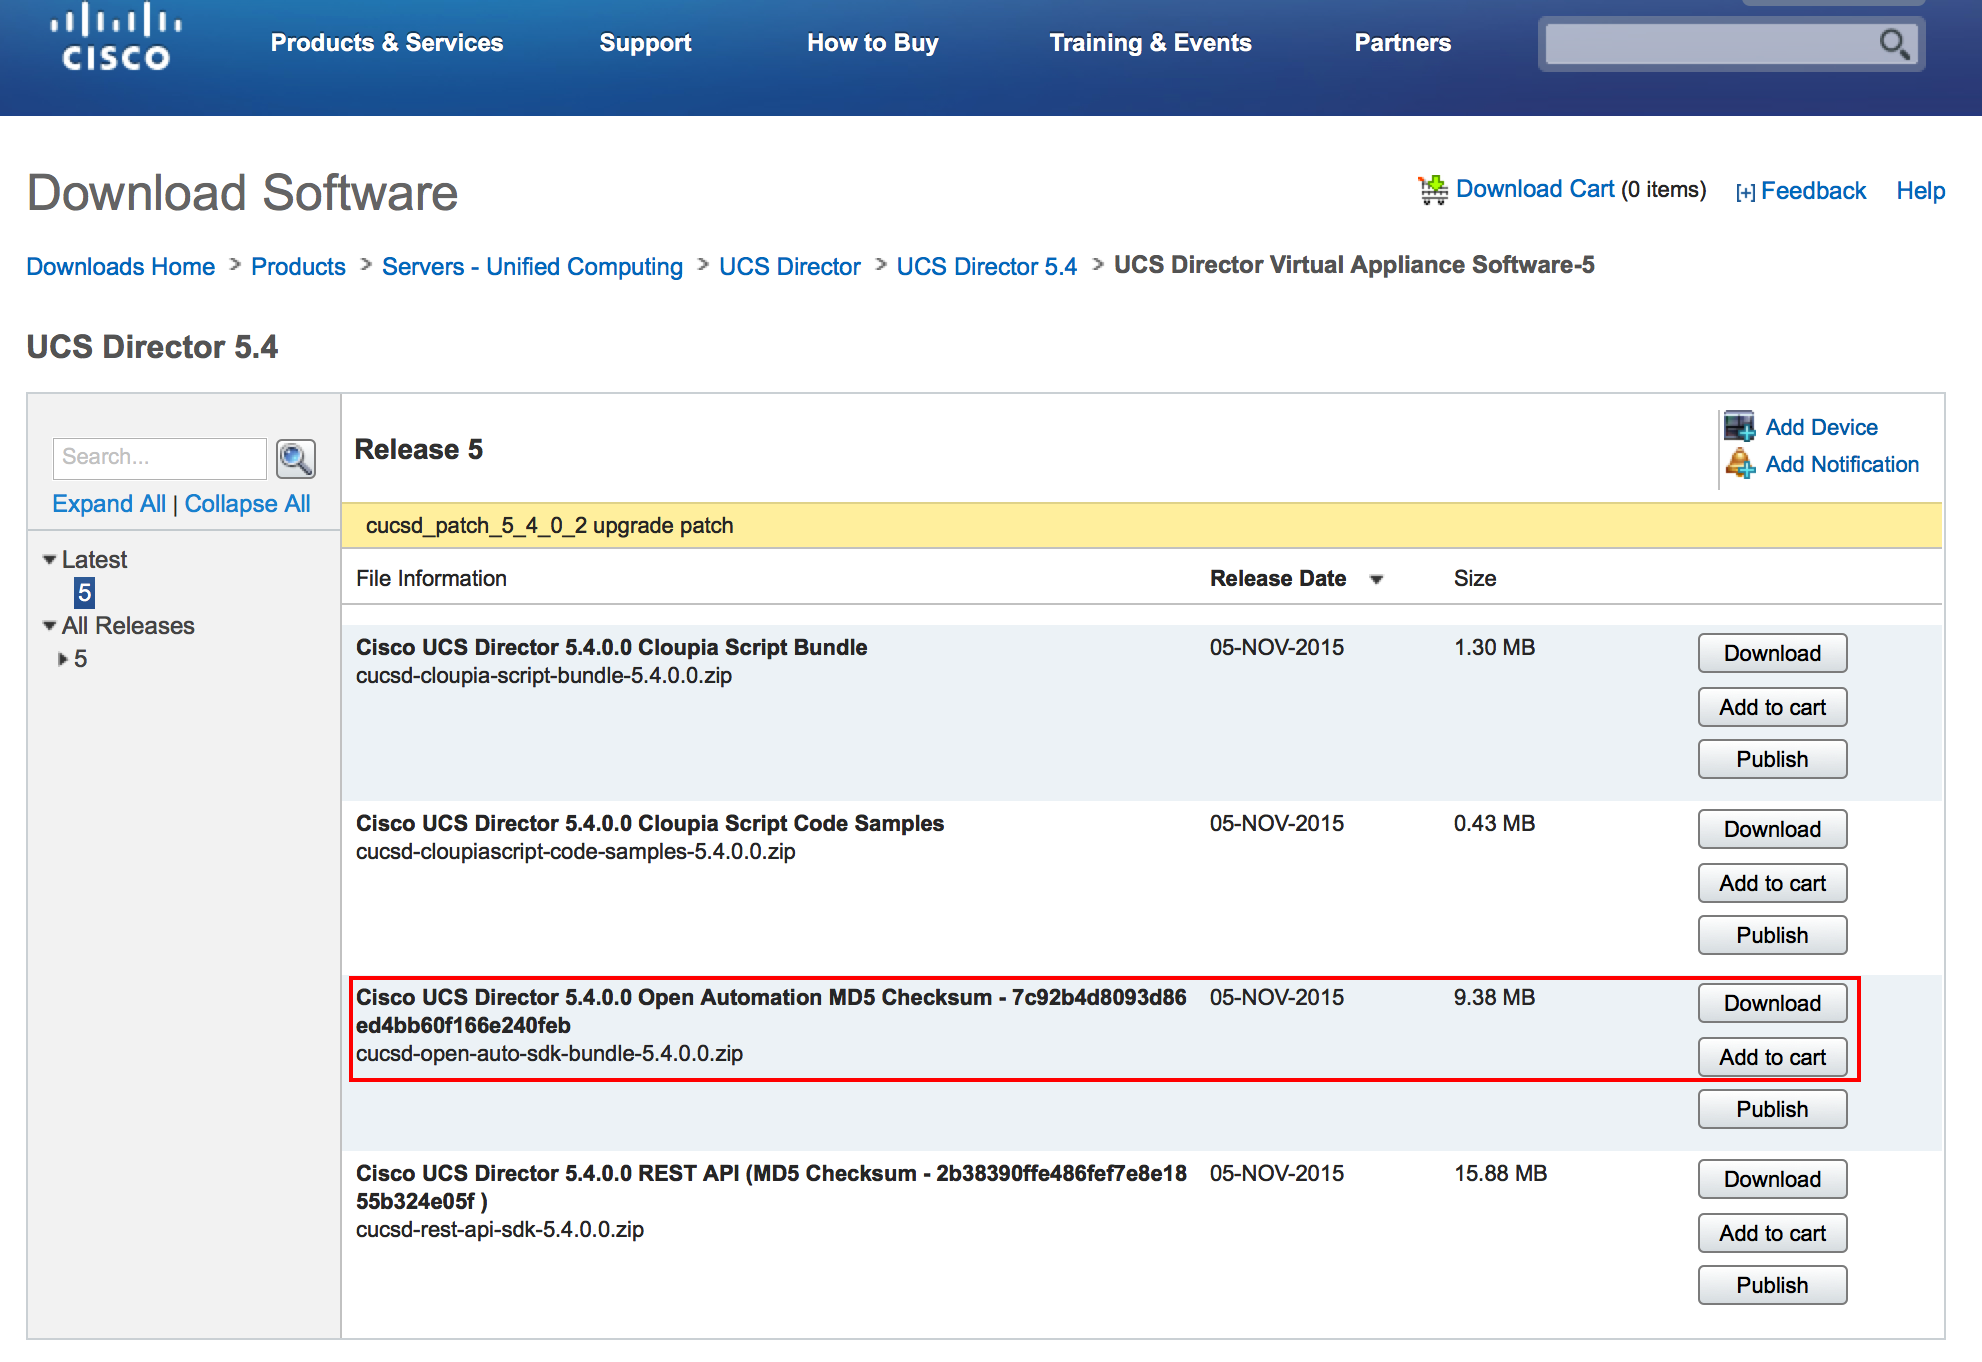 CISCO
Products & Services
Support
How to Buy
Training & Events
Partners
Download Software
Download Cart (0 items)
[+] Feedback
Help
Downloads Home > Products > Servers - Unified Computing > UCS Director > UCS Director 5.4 > UCS Director Virtual Appliance Software-5
UCS Director 5.4
Search...
Expand All | Collapse All
Latest
5
All Releases
5
Release 5
Add Device
Add Notification
cucsd_patch_5_4_0_2 upgrade patch
File Information Release Date Size
Cisco UCS Director 5.4.0.0 Cloupia Script Bundle 05-NOV-2015 1.30 MB
cucsd-cloupia-script-bundle-5.4.0.0.zip
Download
Add to cart
Publish
Cisco UCS Director 5.4.0.0 Cloupia Script Code Samples 05-NOV-2015 0.43 MB
cucsd-cloupiascript-code-samples-5.4.0.0.zip
Download
Add to cart
Publish
Cisco UCS Director 5.4.0.0 Open Automation MD5 Checksum - 7c92b4d8093d86 05-NOV-2015 9.38 MB
ed4bb60f166e240feb
cucsd-open-auto-sdk-bundle-5.4.0.0.zip
Download
Add to cart
Publish
Cisco UCS Director 5.4.0.0 REST API (MD5 Checksum - 2b38390ffe486fef7e8e18 05-NOV-2015 15.88 MB
55b324e05f )
cucsd-rest-api-sdk-5.4.0.0.zip
Download
Add to cart
Publish